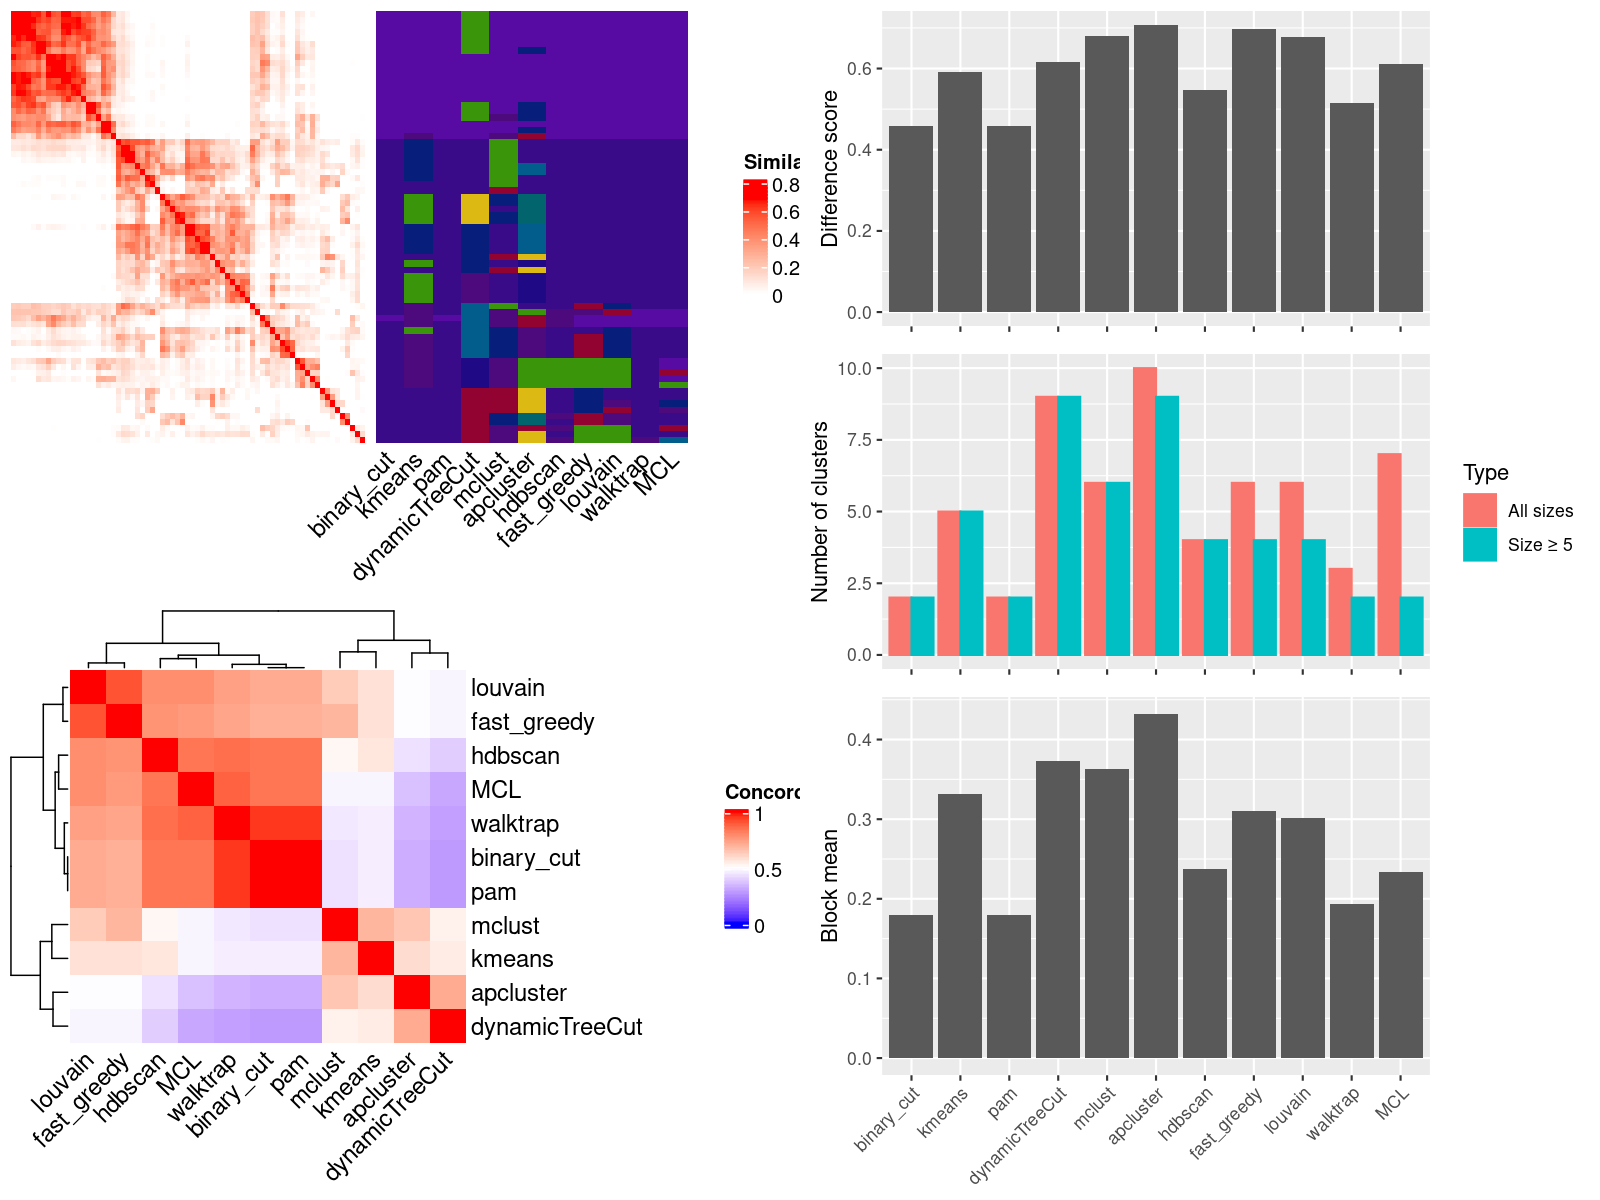 Simila
0.8
0.6
0.4
0.2
0
binary_cut
kmeans
pam
dynamicTreeCut
mclust
apcluster
hdbscan
fast_greedy
louvain
walktrap
MCL
louvain
fast_greedy
hdbscan
MCL
walktrap
binary_cut
pam
mclust
kmeans
apcluster
dynamicTreeCut
Concord
1
0.5
0
louvain
fast_greedy
hdbscan
MCL
walktrap
binary_cut
pam
mclust
kmeans
apcluster
dynamicTreeCut
Difference score
0.6
0.4
0.2
0.0
Number of clusters
10.0
7.5
5.0
2.5
0.0
Type
All sizes
Size ≥ 5
Block mean
0.4
0.3
0.2
0.1
0.0
binary_cut
kmeans
pam
dynamicTreeCut
mclust
apcluster
hdbscan
fast_greedy
louvain
walktrap
MCL